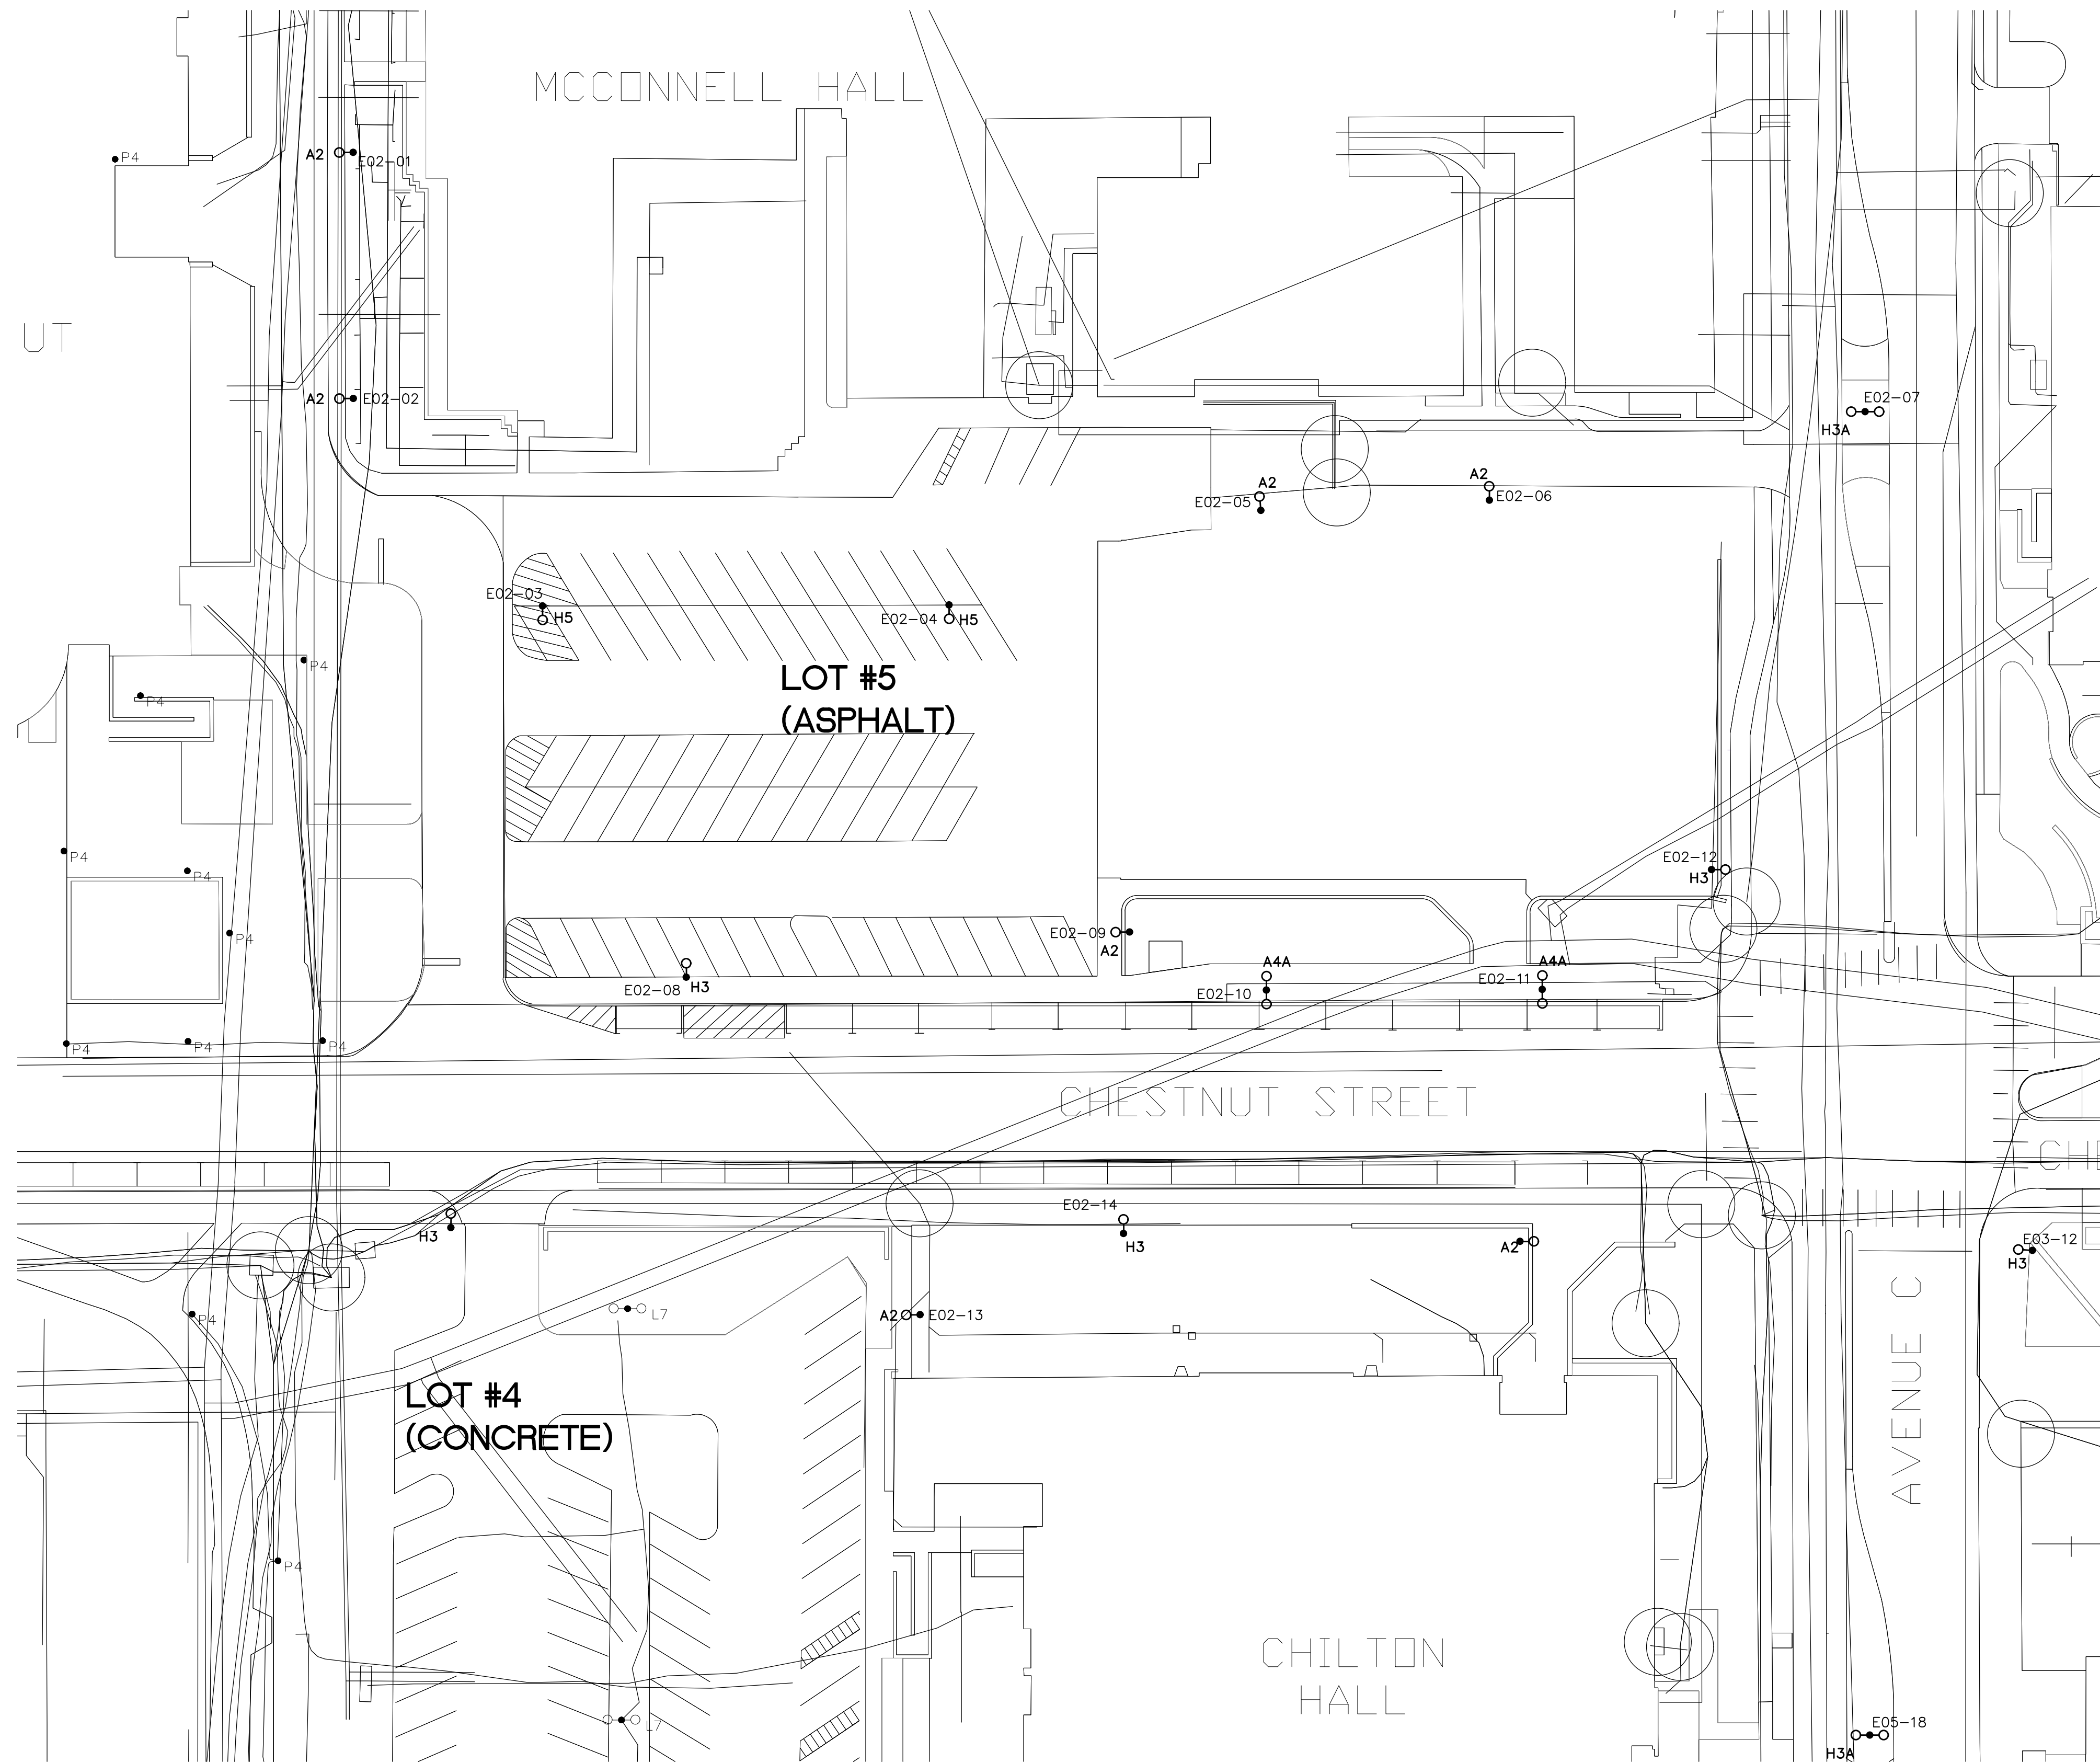 MCCONNELL HALL
P4
A2
E02-01
UT
A2
E02-02
E02-07
H3A
A2
E02-05
A2
E02-06
E02-03
H5
E02-04
H5
P4
P4
LOT #5
(ASPHALT)
P4
P4
E02-12
H3
P4
E02-09
A2
E02-08
H3
A4A
E02-10
A4A
E02-11
P4
P4
P4
CHESTNUT STREET
CHE
E02-14
H3
H3
A2
E03-12
H3
P4
L7
A2
E02-13
AVENUE C
LOT #4
(CONCRETE)
P4
CHILTON
HALL
L7
E05-18
H3A